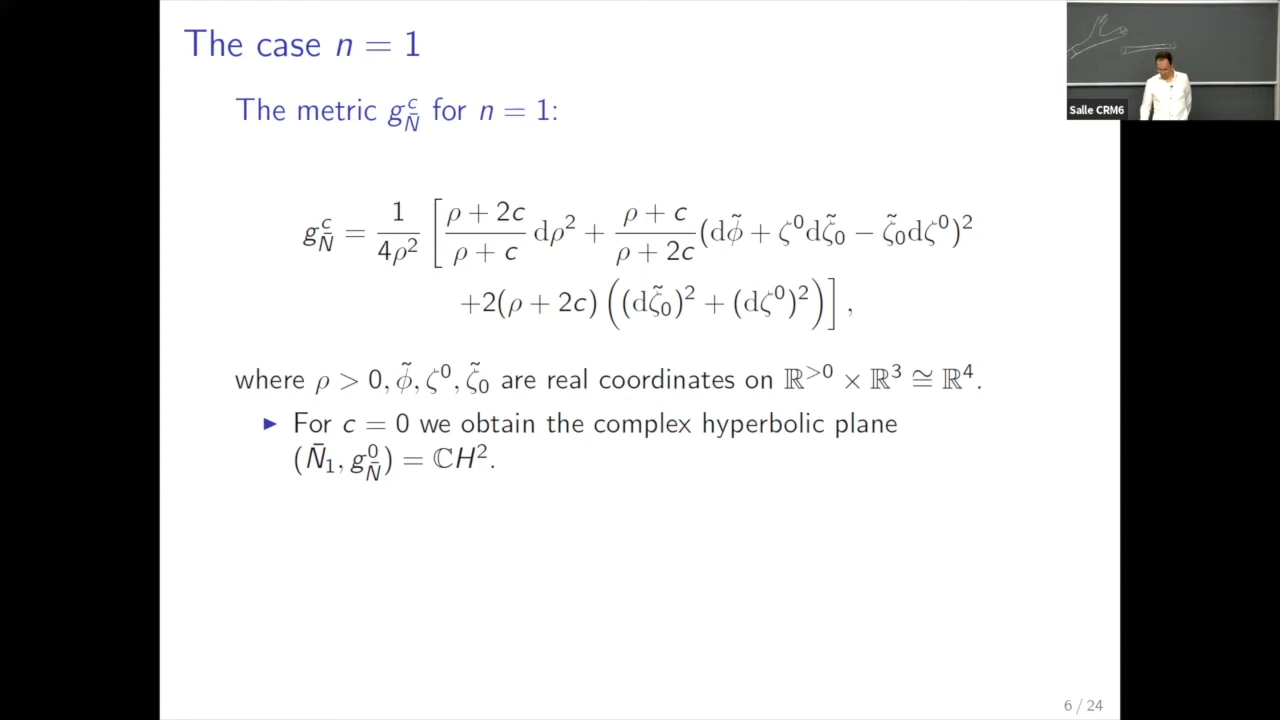 The case n = 1
The metric g^c_N̄ for n = 1:
g^c_N̄ = 1/(4ρ²) [ (ρ + 2c)/(ρ + c) dρ² + (ρ + c)/(ρ + 2c) (dφ̃ + ζ⁰dζ̃₀ − ζ̃₀dζ⁰)²
+2(ρ + 2c) ((dζ̃₀)² + (dζ⁰)²) ] ,
where ρ > 0, φ̃, ζ⁰, ζ̃₀ are real coordinates on ℝ^{>0} × ℝ³ ≅ ℝ⁴.
▶ For c = 0 we obtain the complex hyperbolic plane
(N̄₁, g⁰_N̄) = ℂH².
Salle CRM6
6 / 24